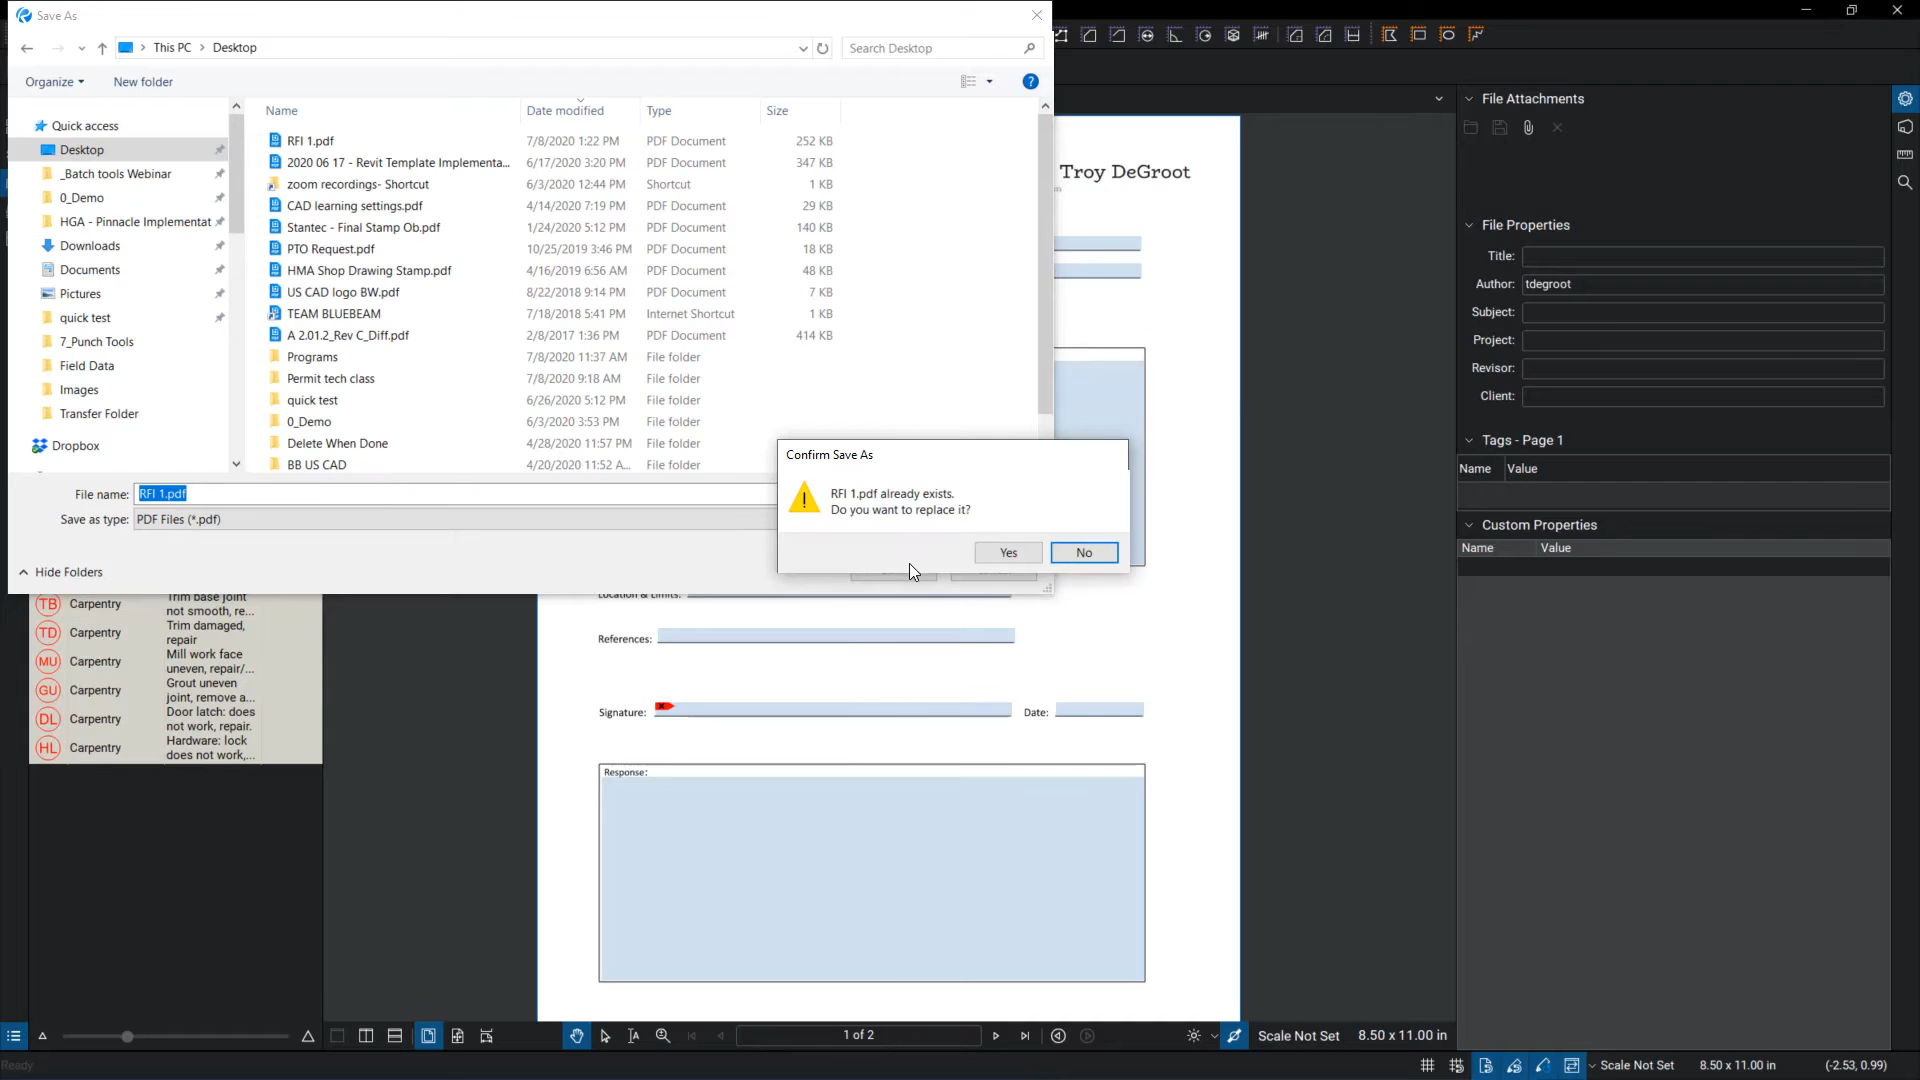 Save As
This PC > Desktop
Search Desktop
Organize
New folder
Name
Date modified
Type
Size
Quick access
Desktop
_Batch tools Webinar
0_Demo
HGA - Pinnacle Implementat
Downloads
Documents
Pictures
quick test
7_Punch Tools
Field Data
Images
Transfer Folder
Dropbox
RFI 1.pdf 7/8/2020 1:22 PM PDF Document 252 KB
2020 06 17 - Revit Template Implementa... 6/17/2020 3:20 PM PDF Document 347 KB
zoom recordings- Shortcut 6/3/2020 12:44 PM Shortcut 1 KB
CAD learning settings.pdf 4/14/2020 7:19 PM PDF Document 29 KB
Stantec - Final Stamp Ob.pdf 1/24/2020 5:12 PM PDF Document 140 KB
PTO Request.pdf 10/25/2019 3:46 PM PDF Document 18 KB
HMA Shop Drawing Stamp.pdf 4/16/2019 6:56 AM PDF Document 48 KB
US CAD logo BW.pdf 8/22/2018 9:14 PM PDF Document 7 KB
TEAM BLUEBEAM 7/18/2018 5:41 PM Internet Shortcut 1 KB
A 2.01.2_Rev C_Diff.pdf 2/8/2017 1:36 PM PDF Document 414 KB
Programs 7/8/2020 11:37 AM File folder
Permit tech class 7/8/2020 9:18 AM File folder
quick test 6/26/2020 5:12 PM File folder
0_Demo 6/3/2020 3:53 PM File folder
Delete When Done 4/28/2020 11:57 PM File folder
BB US CAD 4/20/2020 11:52 A... File folder
File name: RFI 1.pdf
Save as type: PDF Files (*.pdf)
Hide Folders
Confirm Save As
RFI 1.pdf already exists.
Do you want to replace it?
Yes
No
TB Carpentry Trim base joint
not smooth, re...
TD Carpentry Trim damaged,
repair
MU Carpentry Mill work face
uneven, repair/...
GU Carpentry Grout uneven
joint, remove a...
DL Carpentry Door latch: does
not work, repair.
HL Carpentry Hardware: lock
does not work,...
Troy DeGroot
Location & Limits:
References:
Signature:
Date:
Response:
File Attachments
File Properties
Title:
Author: tdegroot
Subject:
Project:
Revisor:
Client:
Tags - Page 1
Name Value
Custom Properties
Name Value
1 of 2
Scale Not Set 8.50 x 11.00 in
Ready
Scale Not Set 8.50 x 11.00 in (-2.53, 0.99)